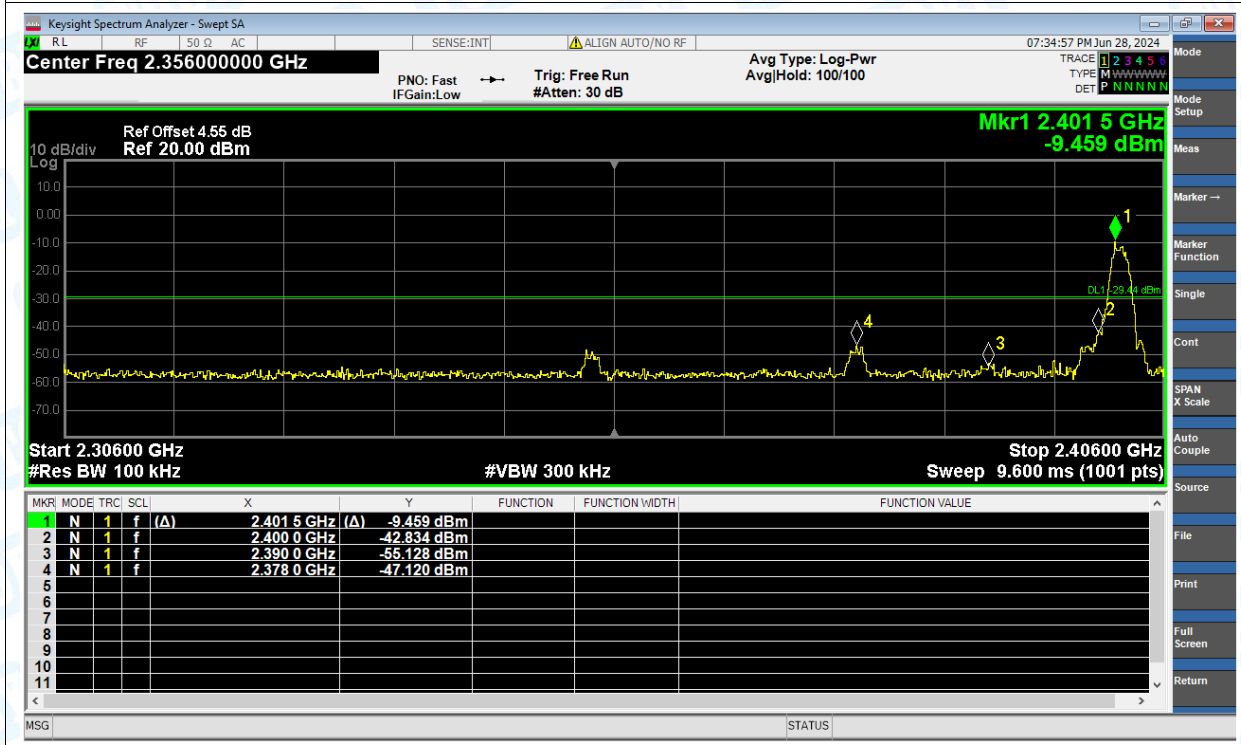 Keysight Spectrum Analyzer - Swept SA
LXI RL RF 50 Ω AC SENSE:INT ALIGN AUTO/NO RF 07:34:57 PM Jun 28, 2024
Center Freq 2.356000000 GHz
PNO: Fast
IFGain:Low
Trig: Free Run
#Atten: 30 dB
Avg Type: Log-Pwr
Avg|Hold: 100/100
TRACE 1 2 3 4 5 6
TYPE M WWWWW
DET P N N N N N
Ref Offset 4.55 dB
10 dB/div Ref 20.00 dBm
Log
Mkr1 2.401 5 GHz
-9.459 dBm
10.0
0.00
-10.0
-20.0
-30.0
-40.0
-50.0
-60.0
-70.0
1
DL1 -29.44 dBm
2
4
3
Start 2.30600 GHz Stop 2.40600 GHz
#Res BW 100 kHz #VBW 300 kHz Sweep 9.600 ms (1001 pts)
MKR MODE TRC SCL X Y FUNCTION FUNCTION WIDTH FUNCTION VALUE
1 N 1 f (Δ) 2.401 5 GHz (Δ) -9.459 dBm
2 N 1 f 2.400 0 GHz -42.834 dBm
3 N 1 f 2.390 0 GHz -55.128 dBm
4 N 1 f 2.378 0 GHz -47.120 dBm
5
6
7
8
9
10
11
MSG STATUS
Mode
Mode
Setup
Meas
Marker →
Marker
Function
Single
Cont
SPAN
X Scale
Auto
Couple
Source
File
Print
Full
Screen
Return